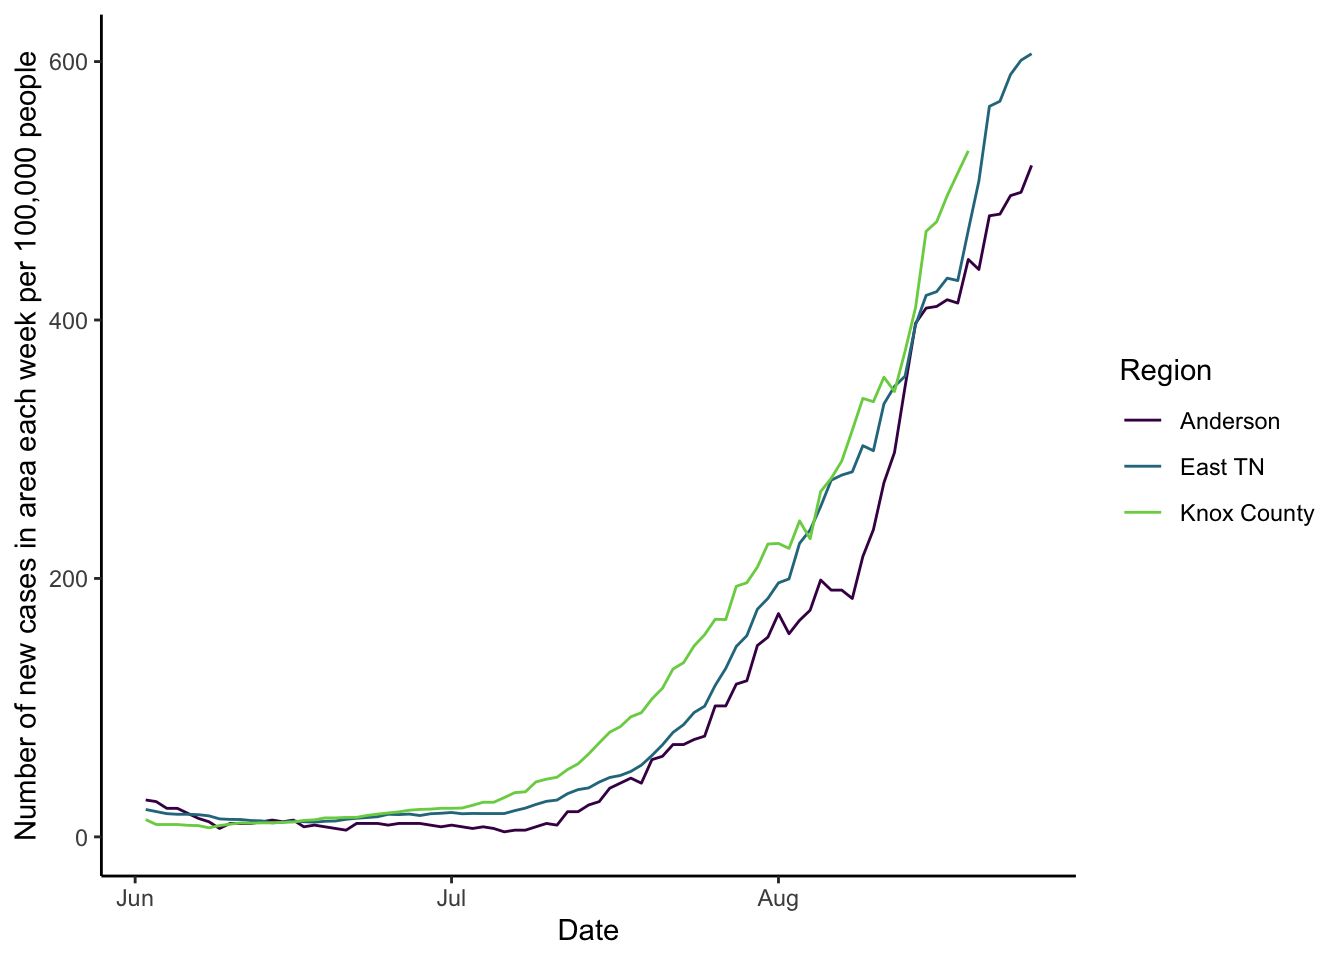 Number of new cases in area each week per 100,000 people
600
400
200
0
Jun
Jul
Aug
Date
Region
Anderson
East TN
Knox County